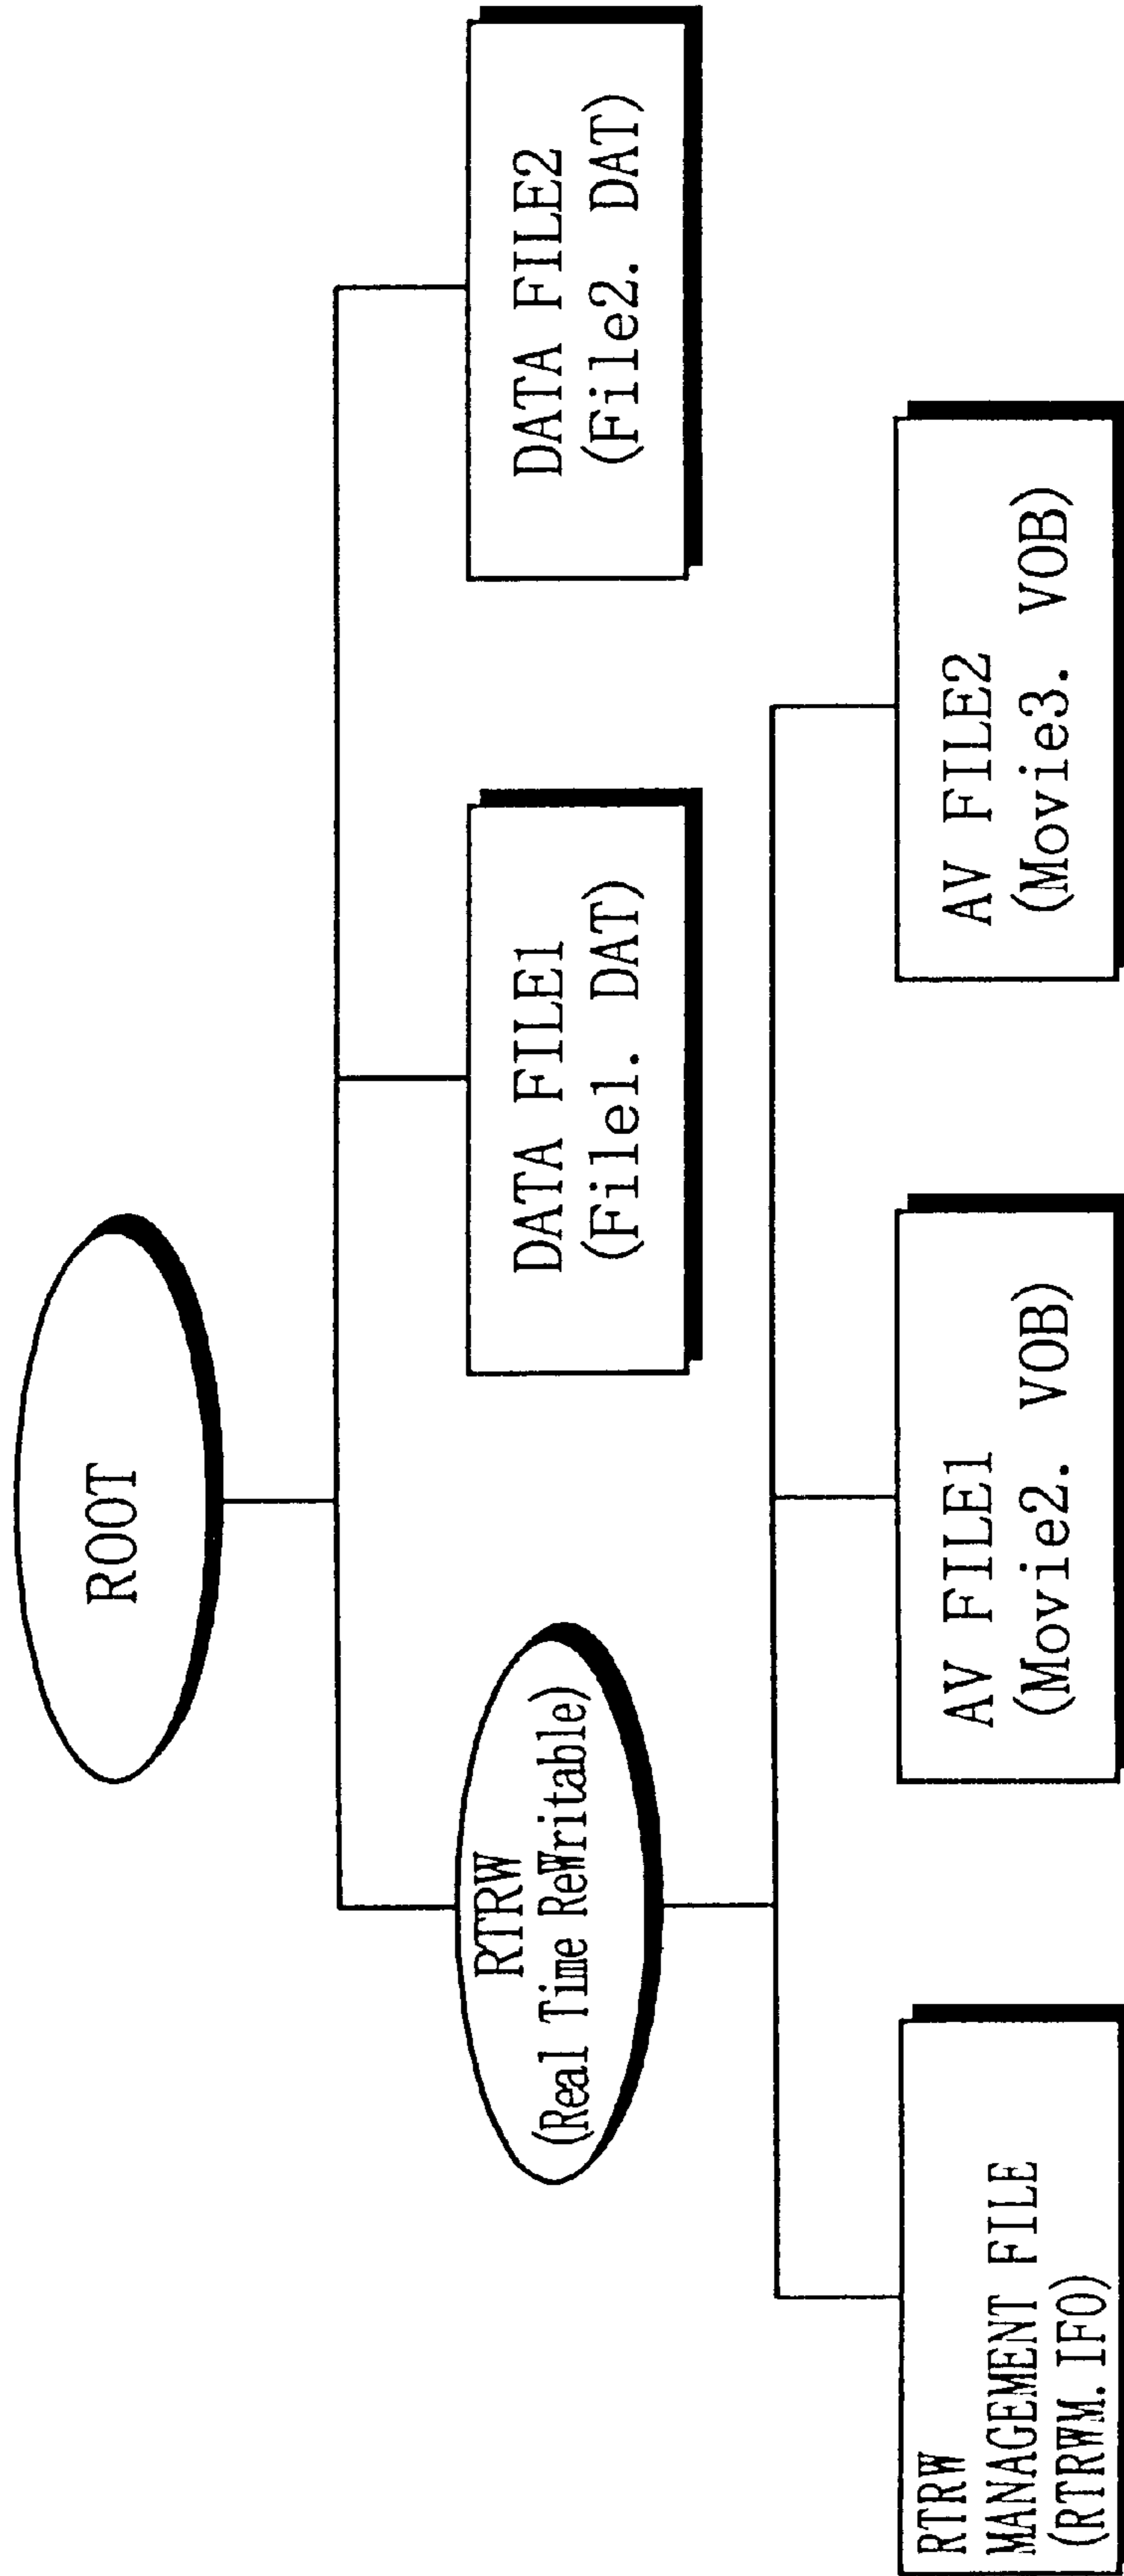 ROOT
RTRW
(Real Time ReWritable)
DATA FILE1
(File1. DAT)
DATA FILE2
(File2. DAT)
RTRW
MANAGEMENT FILE
(RTRWM. IFO)
AV FILE1
(Movie2. VOB)
AV FILE2
(Movie3. VOB)